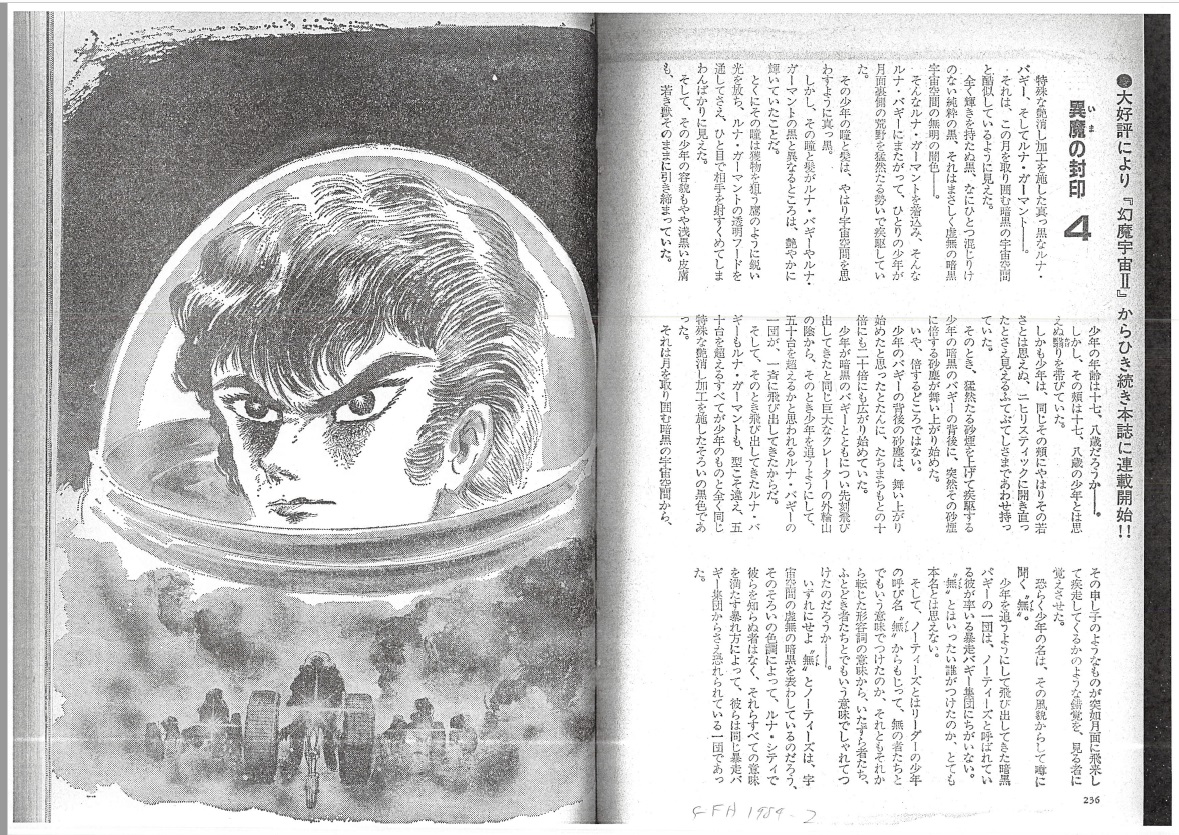 ●大好評により『幻魔宇宙Ⅱ』からひき続き本誌に連載開始!!
異魔の封印 4
いま
特殊な艶消し加工を施した真っ黒なルナ・
バギー、そしてルナ・ガーマント――。
それは、この月を取り囲む暗黒の宇宙空間
と酷似しているように見えた。
全く輝きを持たぬ黒、なにひとつ混じりけ
のない純粋の黒、それはまさしく虚無の暗黒
宇宙空間の無明の闇色――。
そんなルナ・ガーマントを着込み、そんな
ルナ・バギーにまたがって、ひとりの少年が
月面裏側の荒野を猛然たる勢いで疾駆してい
た。
その少年の瞳と髪は、やはり宇宙空間を思
わすように真っ黒。
しかし、その瞳と髪がルナ・バギーやルナ・
ガーマントの黒と異なるところは、艶やかに
輝いていたことだ。
とくにその瞳は獲物を狙う鷹のように鋭い
光を放ち、ルナ・ガーマントの透明フードを
通してさえ、ひと目で相手を射すくめてしま
わんばかりに見えた。
そして、その少年の容貌もやや浅黒い皮膚
も、若き獣そのままに引き締まっていた。
少年の年齢は十七、八歳だろうか――。
しかし、その頬は十七、八歳の少年とは思
えぬ翳りを帯びていた。
しかも少年は、同じその頬にやはりその若
さとは思えぬ、ニヒリスティックに開き直っ
たとさえ見えるふてぶてしさまであわせ持っ
ていた。
そのとき、猛然たる砂煙を上げて疾駆する
少年の暗黒のバギーの背後に、突然その砂煙
に倍する砂塵が舞い上がり始めた。
いや、倍するどころではない。
少年のバギーの背後の砂塵は、舞い上がり
始めたと思ったとたんに、たちまちもとの十
倍にも二十倍にも広がり始めていた。
少年が暗黒のバギーとともについ先刻飛び
出してきたと同じ巨大なクレーターの外輪山
の陰から、そのとき少年を追うようにして、
五十台を超えるかと思われるルナ・バギーの
一団が、一斉に飛び出してきたからだ。
そして、そのとき飛び出してきたルナ・バ
ギーもルナ・ガーマントも、型こそ違え、五
十台を超えるすべてが少年のものと全く同じ
特殊な艶消し加工を施したそろいの黒色であ
った。
それは月を取り囲む暗黒の宇宙空間から、
その申し子のようなものが突如月面に飛来し
て疾走してくるかのような錯覚を、見る者に
覚えさせた。
恐らく少年の名は、その風貌からして噂に
聞く〝無〟。
少年を追うようにして飛び出してきた暗黒
バギーの一団は、ノーティーズと呼ばれてい
る彼が率いる暴走バギー集団にちがいない。
〝無〟とはいったい誰がつけたのか、とても
本名とは思えない。
そして、ノーティーズとはリーダーの少年
の呼び名〝無〟からもじって、無の者たちと
でもいう意味でつけたのか、それともそれか
ら転じた形容詞の意味から、いたずら者たち、
ふとどき者たちとでもいう意味でしゃれてつ
けたのだろうか――。
いずれにせよ〝無〟とノーティーズは、宇
宙空間の虚無の暗黒を表わしているのだろう、
そのそろいの色調によって、ルナ・シティで
彼らを知らぬ者はなく、それすらその意味
を満たす暴れ方によって、彼らは同じ暴走バ
ギー集団からさえ恐れられている一団であっ
た。
236